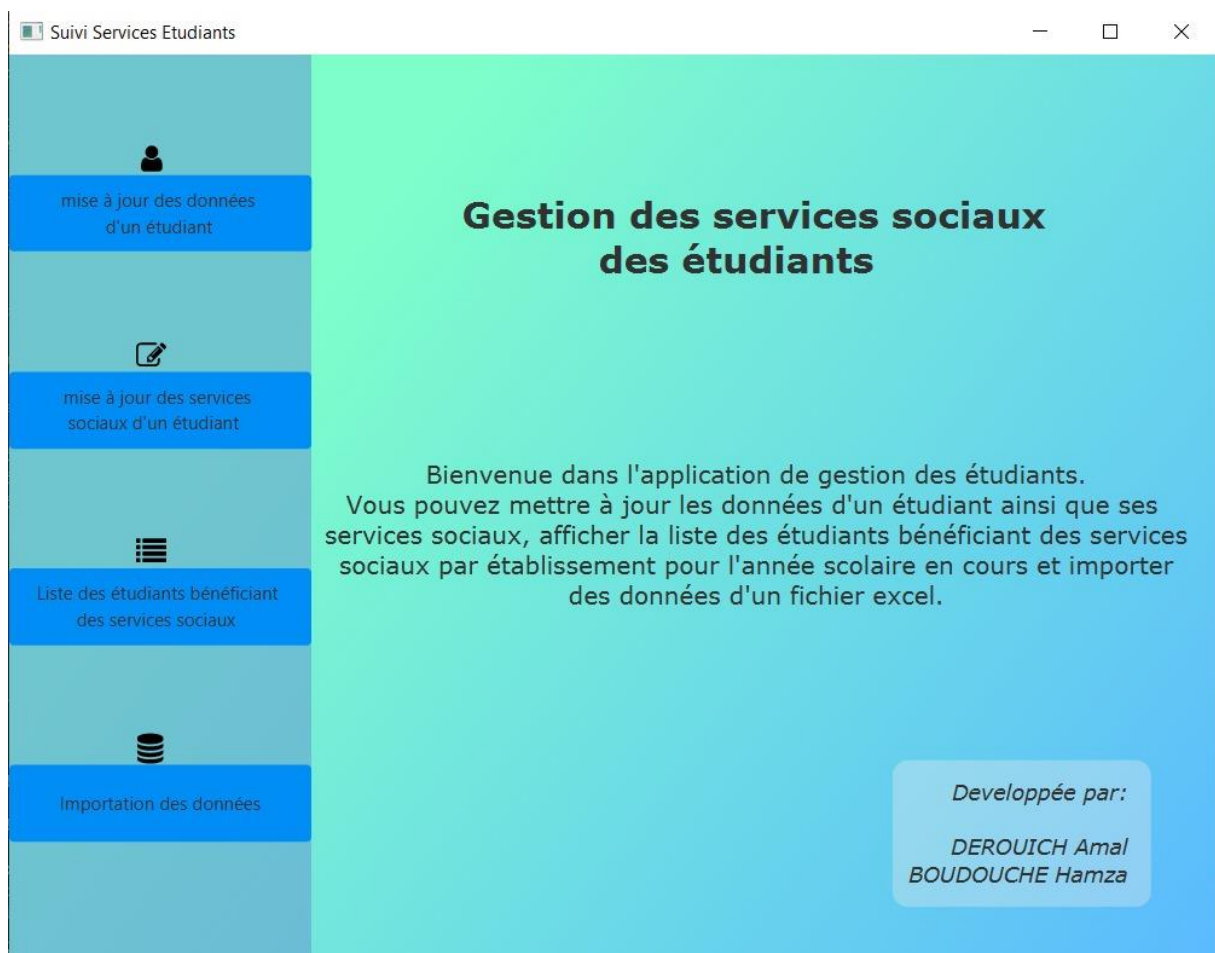 Suivi Services Etudiants
mise à jour des données
d'un étudiant
mise à jour des services
sociaux d'un étudiant
Liste des étudiants bénéficiant
des services sociaux
Importation des données
Gestion des services sociaux
des étudiants
Bienvenue dans l'application de gestion des étudiants.
Vous pouvez mettre à jour les données d'un étudiant ainsi que ses
services sociaux, afficher la liste des étudiants bénéficiant des services
sociaux par établissement pour l'année scolaire en cours et importer
des données d'un fichier excel.
Developpée par:
DEROUICH Amal
BOUDOUCHE Hamza